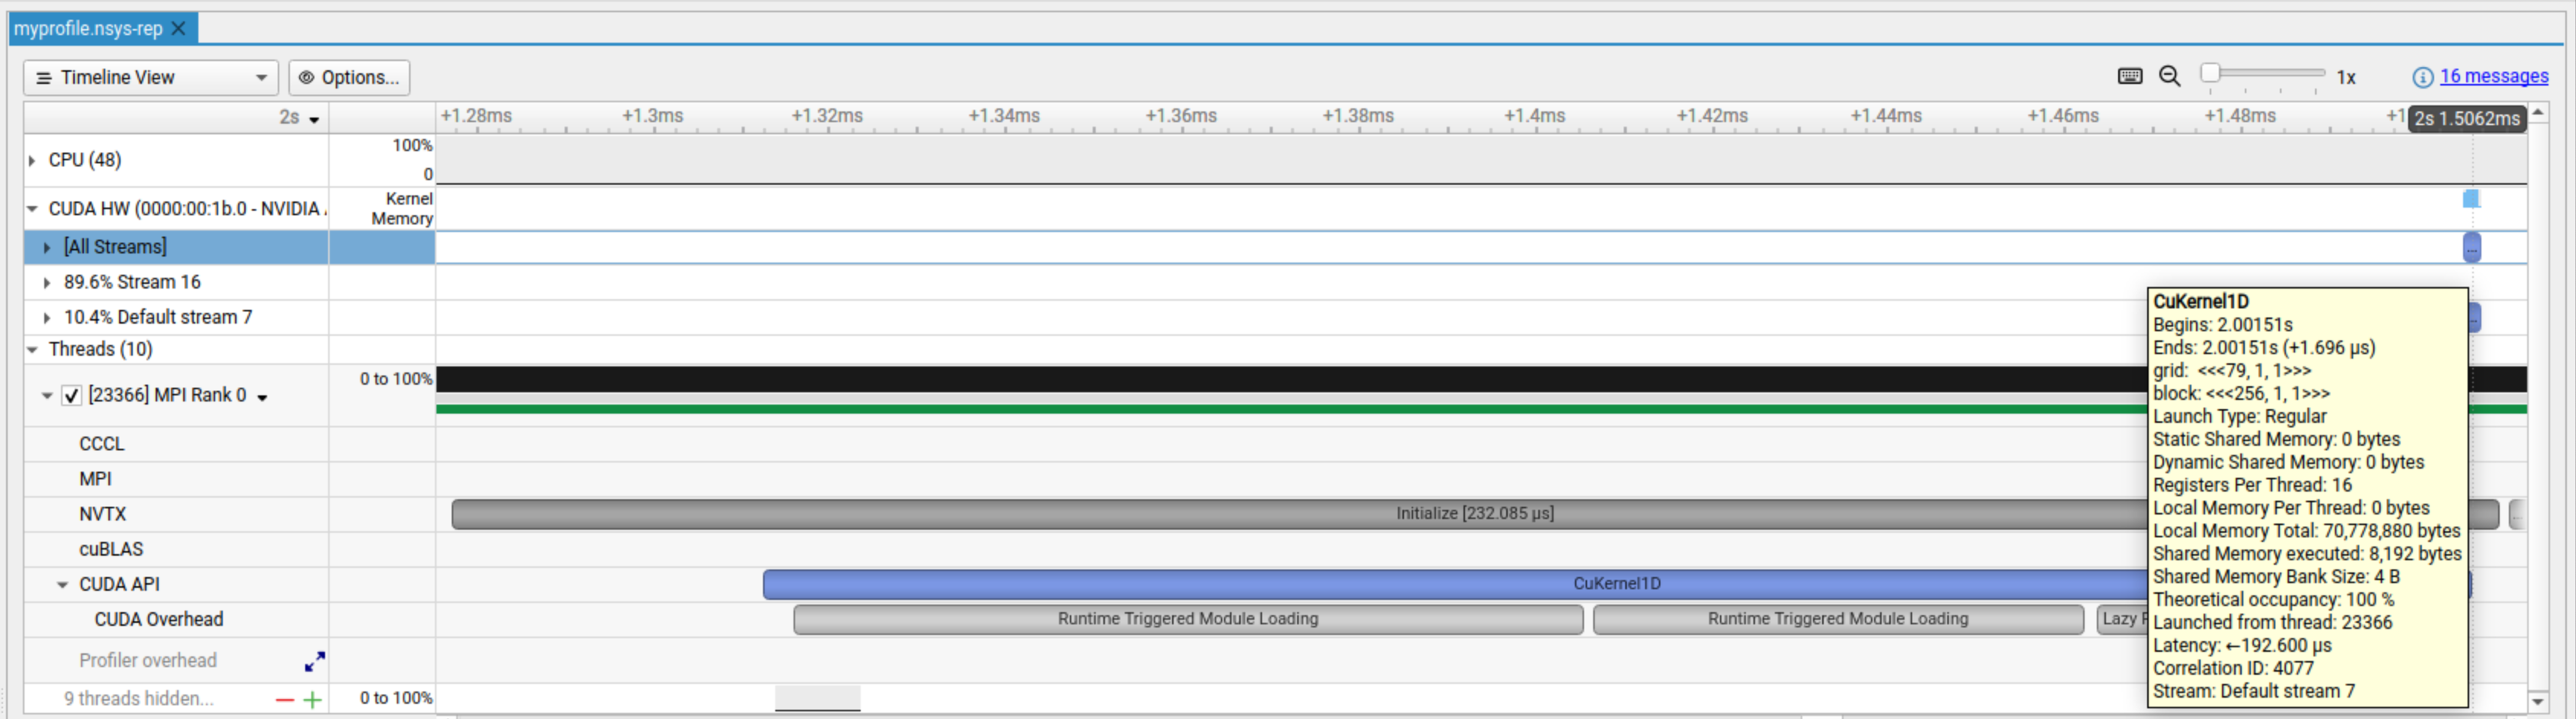 myprofile.nsys-rep
Timeline View Options... 1x 16 messages
2s +1.28ms +1.3ms +1.32ms +1.34ms +1.36ms +1.38ms +1.4ms +1.42ms +1.44ms +1.46ms +1.48ms +1 2s 1.5062ms
CPU (48) 100%
0
CUDA HW (0000:00:1b.0 - NVIDIA Kernel
Memory
[All Streams] ...
89.6% Stream 16
10.4% Default stream 7
Threads (10)
[23366] MPI Rank 0 0 to 100%
CCCL
MPI
NVTX Initialize [232.085 µs]
cuBLAS
CUDA API CuKernel1D
CUDA Overhead Runtime Triggered Module Loading Runtime Triggered Module Loading Lazy
Profiler overhead
9 threads hidden... 0 to 100%
CuKernel1D
Begins: 2.00151s
Ends: 2.00151s (+1.696 µs)
grid: <<<79, 1, 1>>>
block: <<<256, 1, 1>>>
Launch Type: Regular
Static Shared Memory: 0 bytes
Dynamic Shared Memory: 0 bytes
Registers Per Thread: 16
Local Memory Per Thread: 0 bytes
Local Memory Total: 70,778,880 bytes
Shared Memory executed: 8,192 bytes
Shared Memory Bank Size: 4 B
Theoretical occupancy: 100 %
Launched from thread: 23366
Latency: ←192.600 µs
Correlation ID: 4077
Stream: Default stream 7